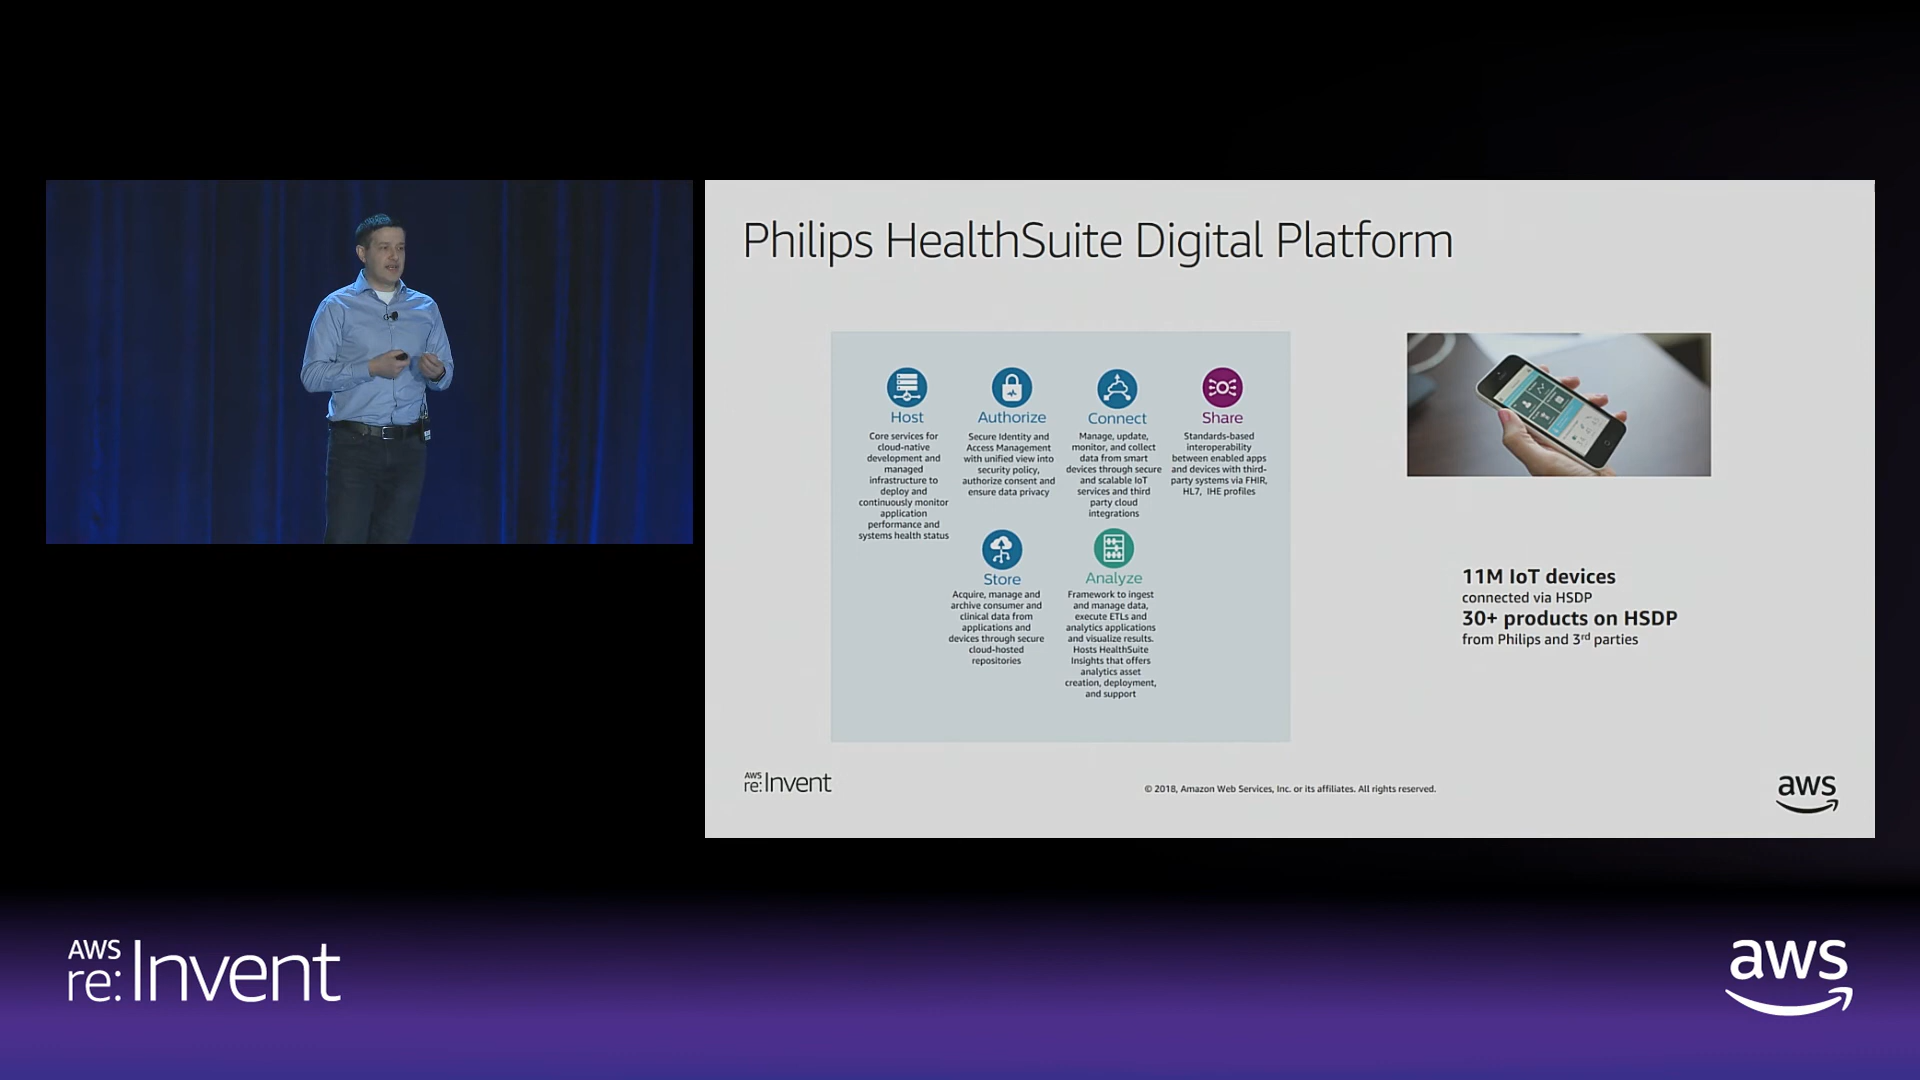 Philips HealthSuite Digital Platform
Host
Core services for
cloud-native
development and
managed
infrastructure to
deploy and
continuously monitor
application
performance and
systems health status
Authorize
Secure Identity and
Access Management
with unified view into
security policy,
authorize consent and
ensure data privacy
Connect
Manage, update,
monitor, and collect
data from smart
devices through secure
and scalable IoT
services and third
party cloud
integrations
Share
Standards-based
interoperability
between enabled apps
and devices with third-
party systems via FHIR,
HL7, IHE profiles
Store
Acquire, manage and
archive consumer and
clinical data from
applications and
devices through secure
cloud-hosted
repositories
Analyze
Framework to ingest
and manage data,
execute ETLs and
analytics applications
and visualize results.
Hosts HealthSuite
Insights that offers
analytics asset
creation, deployment,
and support
11M IoT devices
connected via HSDP
30+ products on HSDP
from Philips and 3rd parties
AWS
re:Invent
© 2018, Amazon Web Services, Inc. or its affiliates. All rights reserved.
aws
AWS
re:Invent
aws